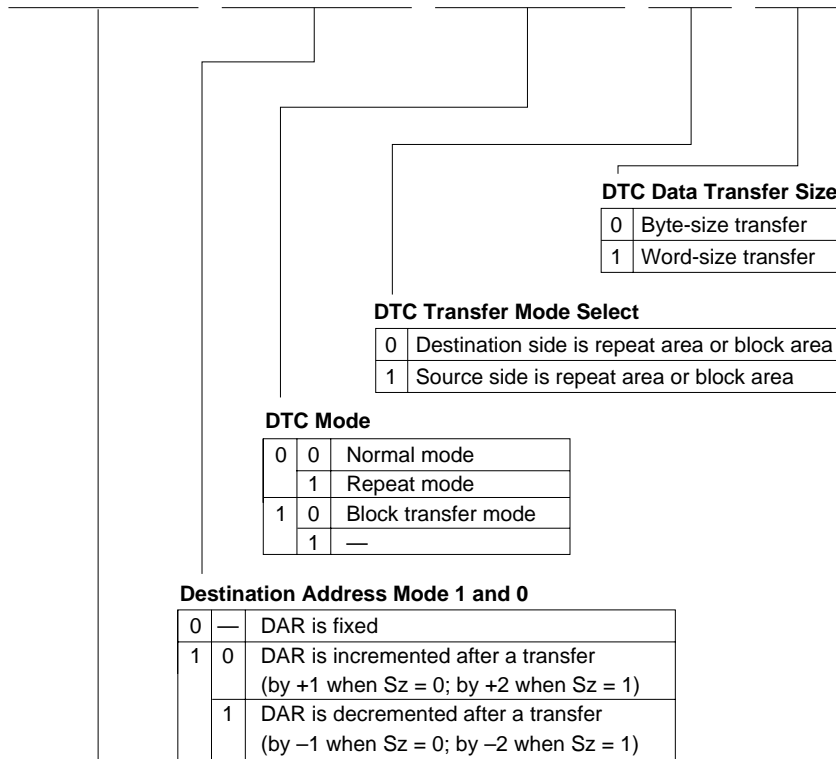 DTC Data Transfer Size
0 Byte-size transfer
1 Word-size transfer
DTC Transfer Mode Select
0 Destination side is repeat area or block area
1 Source side is repeat area or block area
DTC Mode
0 0 Normal mode
1 Repeat mode
1 0 Block transfer mode
1 —
Destination Address Mode 1 and 0
0 — DAR is fixed
1 0 DAR is incremented after a transfer
(by +1 when Sz = 0; by +2 when Sz = 1)
1 DAR is decremented after a transfer
(by –1 when Sz = 0; by –2 when Sz = 1)